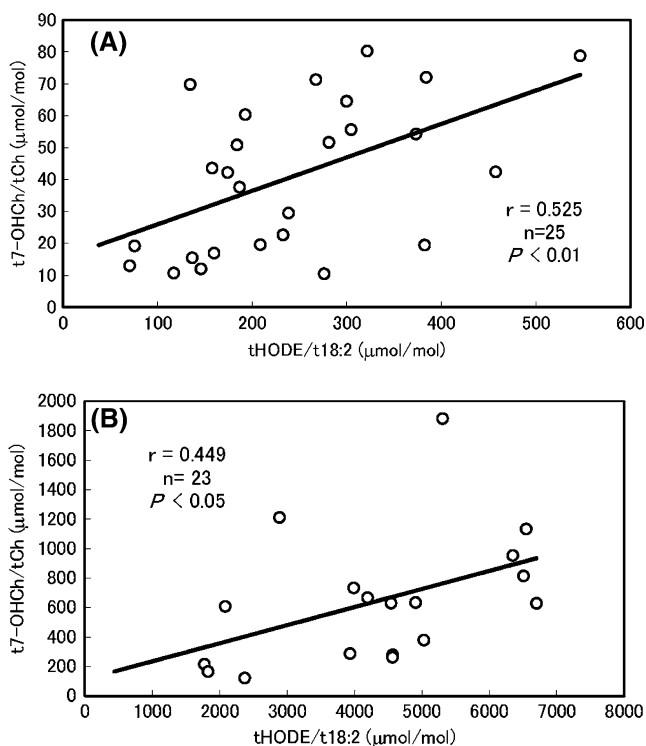 (A)
90
80
70
60
50
40
30
20
10
0
t7-OHCh/tCh (μmol/mol)
r = 0.525
n=25
P < 0.01
0 100 200 300 400 500 600
tHODE/t18:2 (μmol/mol)
(B)
2000
1800
1600
1400
1200
1000
800
600
400
200
0
t7-OHCh/tCh (μmol/mol)
r = 0.449
n= 23
P < 0.05
0 1000 2000 3000 4000 5000 6000 7000 8000
tHODE/t18:2 (μmol/mol)